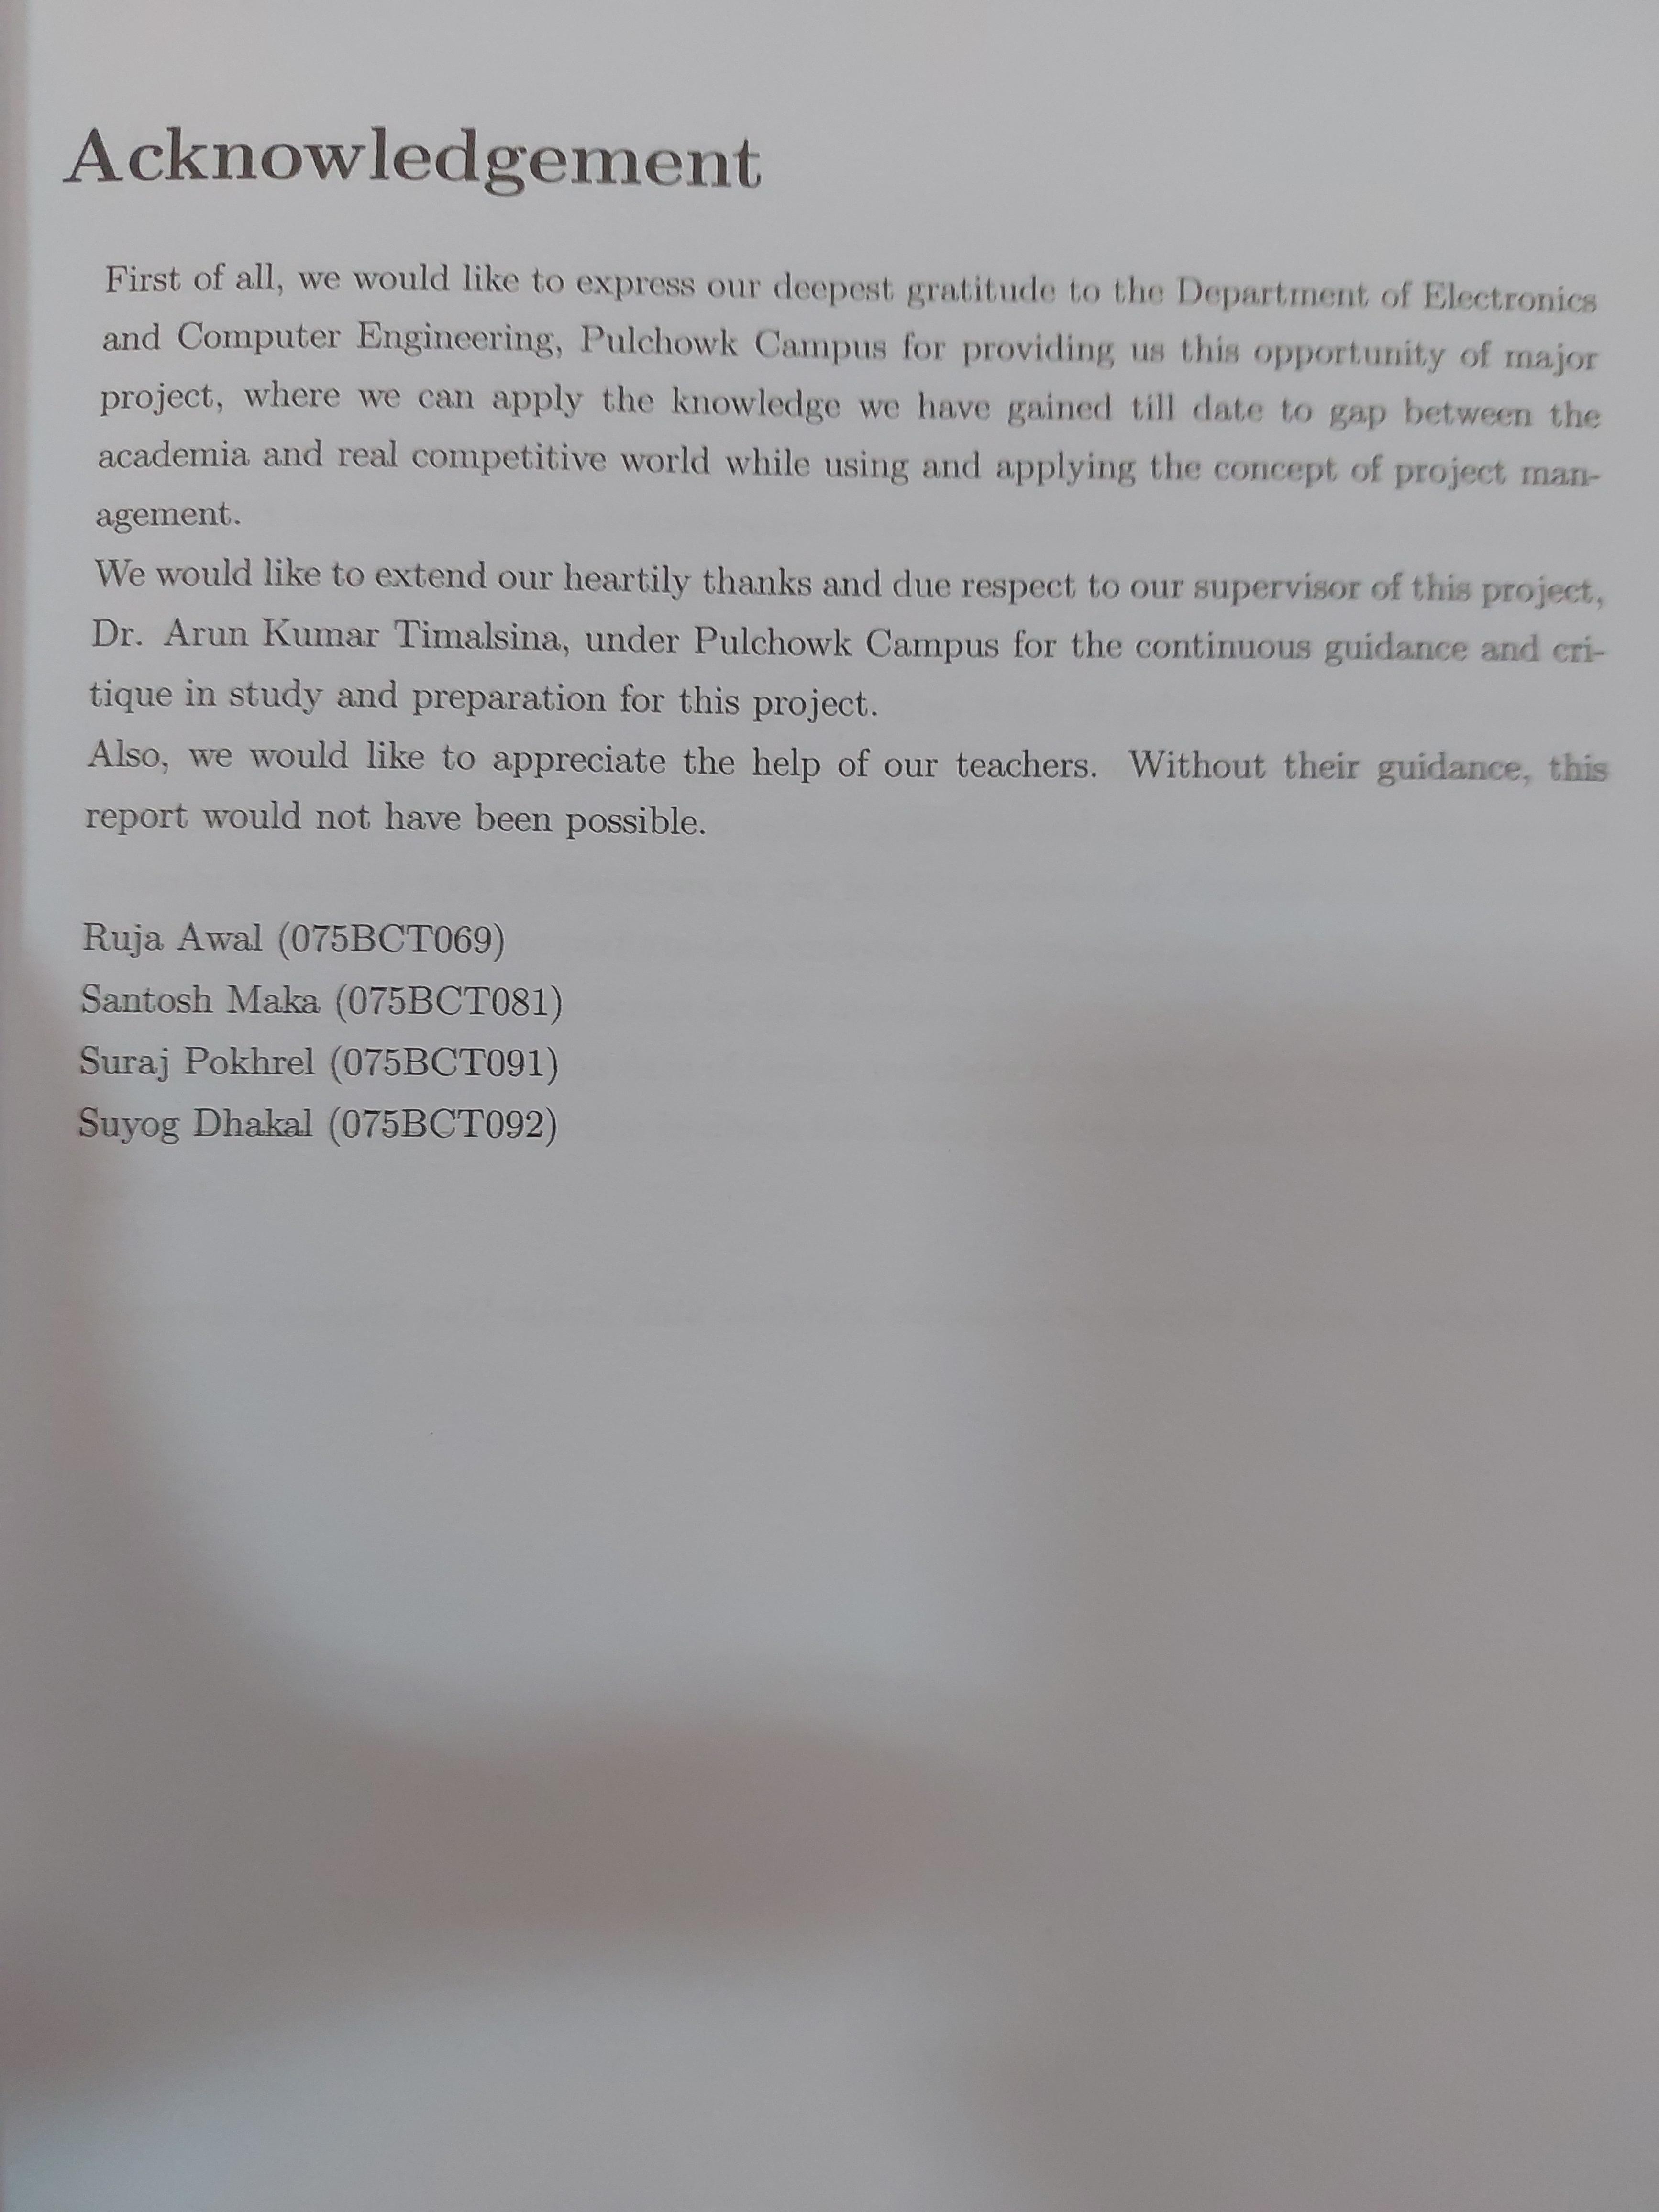 Acknowledgement
First of all, we would like to express our deepest gratitude to the Department of Electronics
and Computer Engineering, Pulchowk Campus for providing us this opportunity of major
project, where we can apply the knowledge we have gained till date to gap between the
academia and real competitive world while using and applying the concept of project man-
agement.
We would like to extend our heartily thanks and due respect to our supervisor of this project,
Dr. Arun Kumar Timalsina, under Pulchowk Campus for the continuous guidance and cri-
tique in study and preparation for this project.
Also, we would like to appreciate the help of our teachers. Without their guidance, this
report would not have been possible.
Ruja Awal (075BCT069)
Santosh Maka (075BCT081)
Suraj Pokhrel (075BCT091)
Suyog Dhakal (075BCT092)